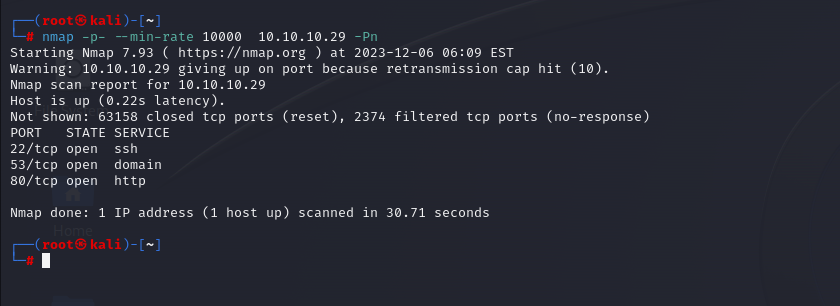 ┌──(root㉿kali)-[~]
└─# nmap -p- --min-rate 10000  10.10.10.29 -Pn
Starting Nmap 7.93 ( https://nmap.org ) at 2023-12-06 06:09 EST
Warning: 10.10.10.29 giving up on port because retransmission cap hit (10).
Nmap scan report for 10.10.10.29
Host is up (0.22s latency).
Not shown: 63158 closed tcp ports (reset), 2374 filtered tcp ports (no-response)
PORT   STATE SERVICE
22/tcp open  ssh
53/tcp open  domain
80/tcp open  http
Nmap done: 1 IP address (1 host up) scanned in 30.71 seconds
Home
┌──(root㉿kali)-[~]
└─#